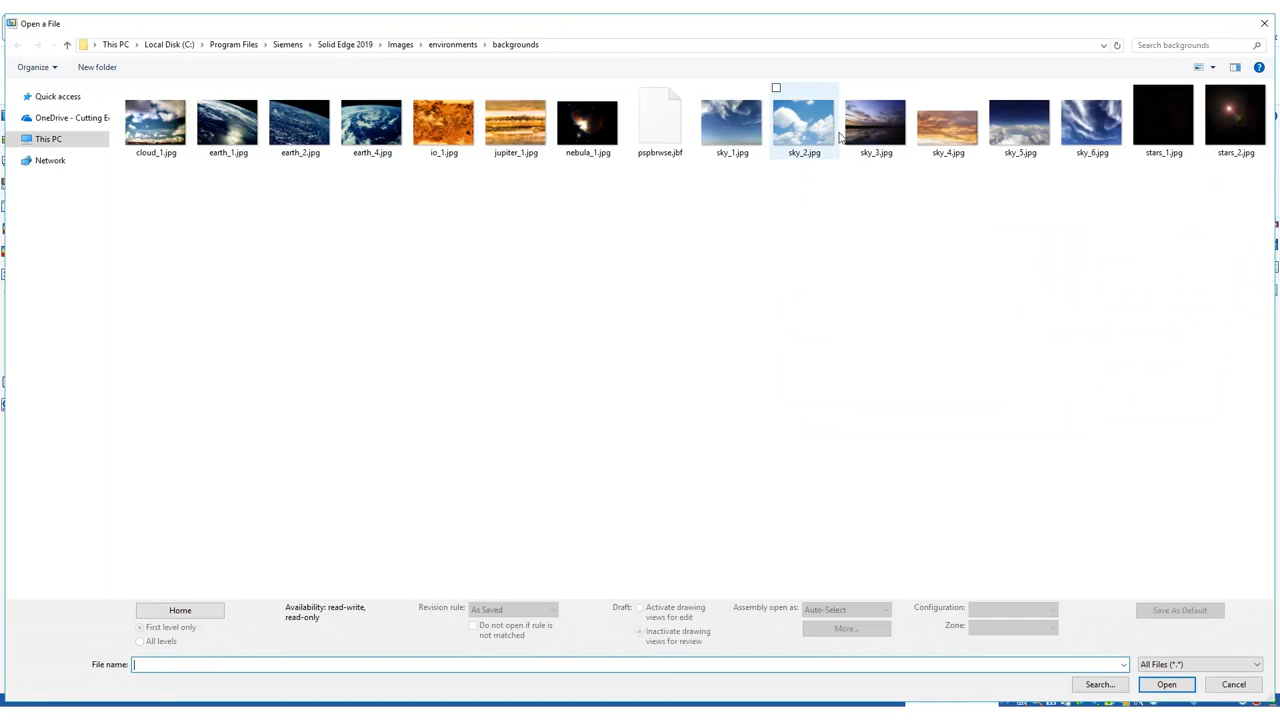 Open a File
This PC > Local Disk (C:) > Program Files > Siemens > Solid Edge 2019 > Images > environments > backgrounds
Search backgrounds
Organize
New folder
Quick access
OneDrive - Cutting E
This PC
Network
cloud_1.jpg
earth_1.jpg
earth_2.jpg
earth_4.jpg
io_1.jpg
jupiter_1.jpg
nebula_1.jpg
pspbrwse.jbf
sky_1.jpg
sky_2.jpg
sky_3.jpg
sky_4.jpg
sky_5.jpg
sky_6.jpg
stars_1.jpg
stars_2.jpg
Home
First level only
All levels
Availability: read-write,
read-only
Revision rule:
As Saved
Do not open if rule is
not matched
Draft:
Activate drawing
views for edit
Inactivate drawing
views for review
Assembly open as:
Auto-Select
More...
Configuration:
Zone:
Save As Default
File name:
All Files (*.*)
Search...
Open
Cancel